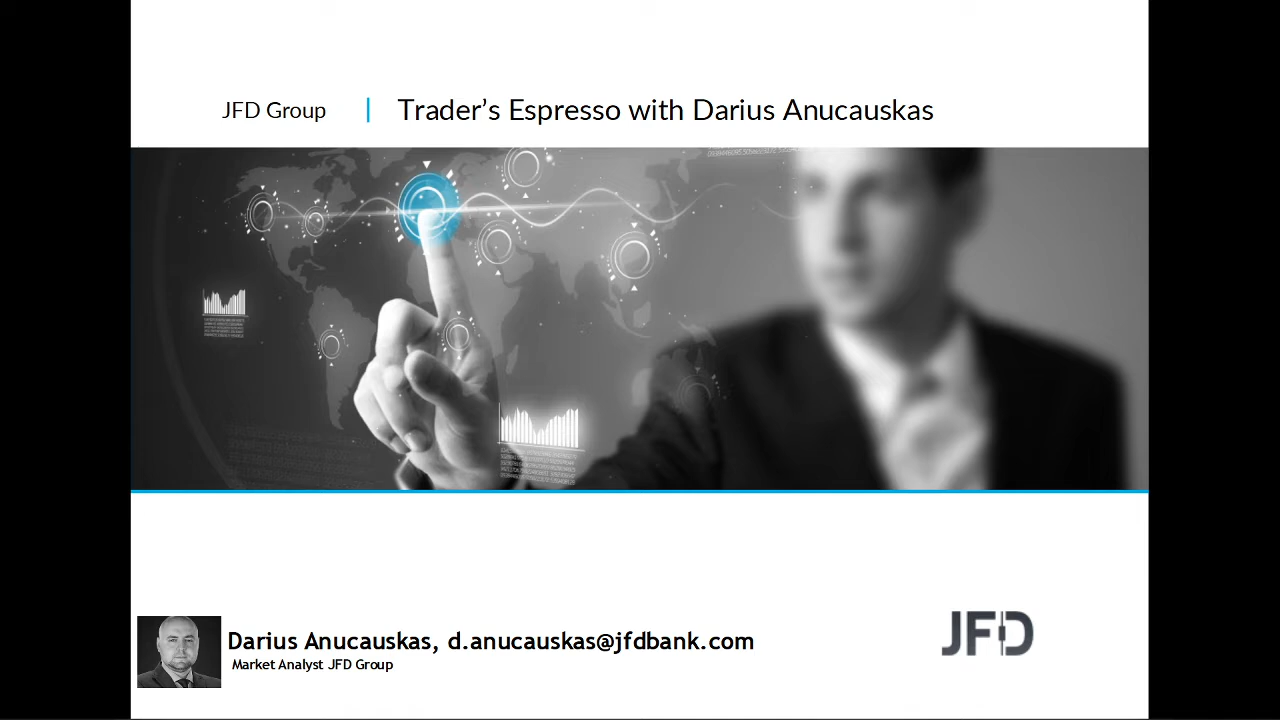 JFD Group
Trader’s Espresso with Darius Anucauskas
Darius Anucauskas, d.anucauskas@jfdbank.com
Market Analyst JFD Group
JFD